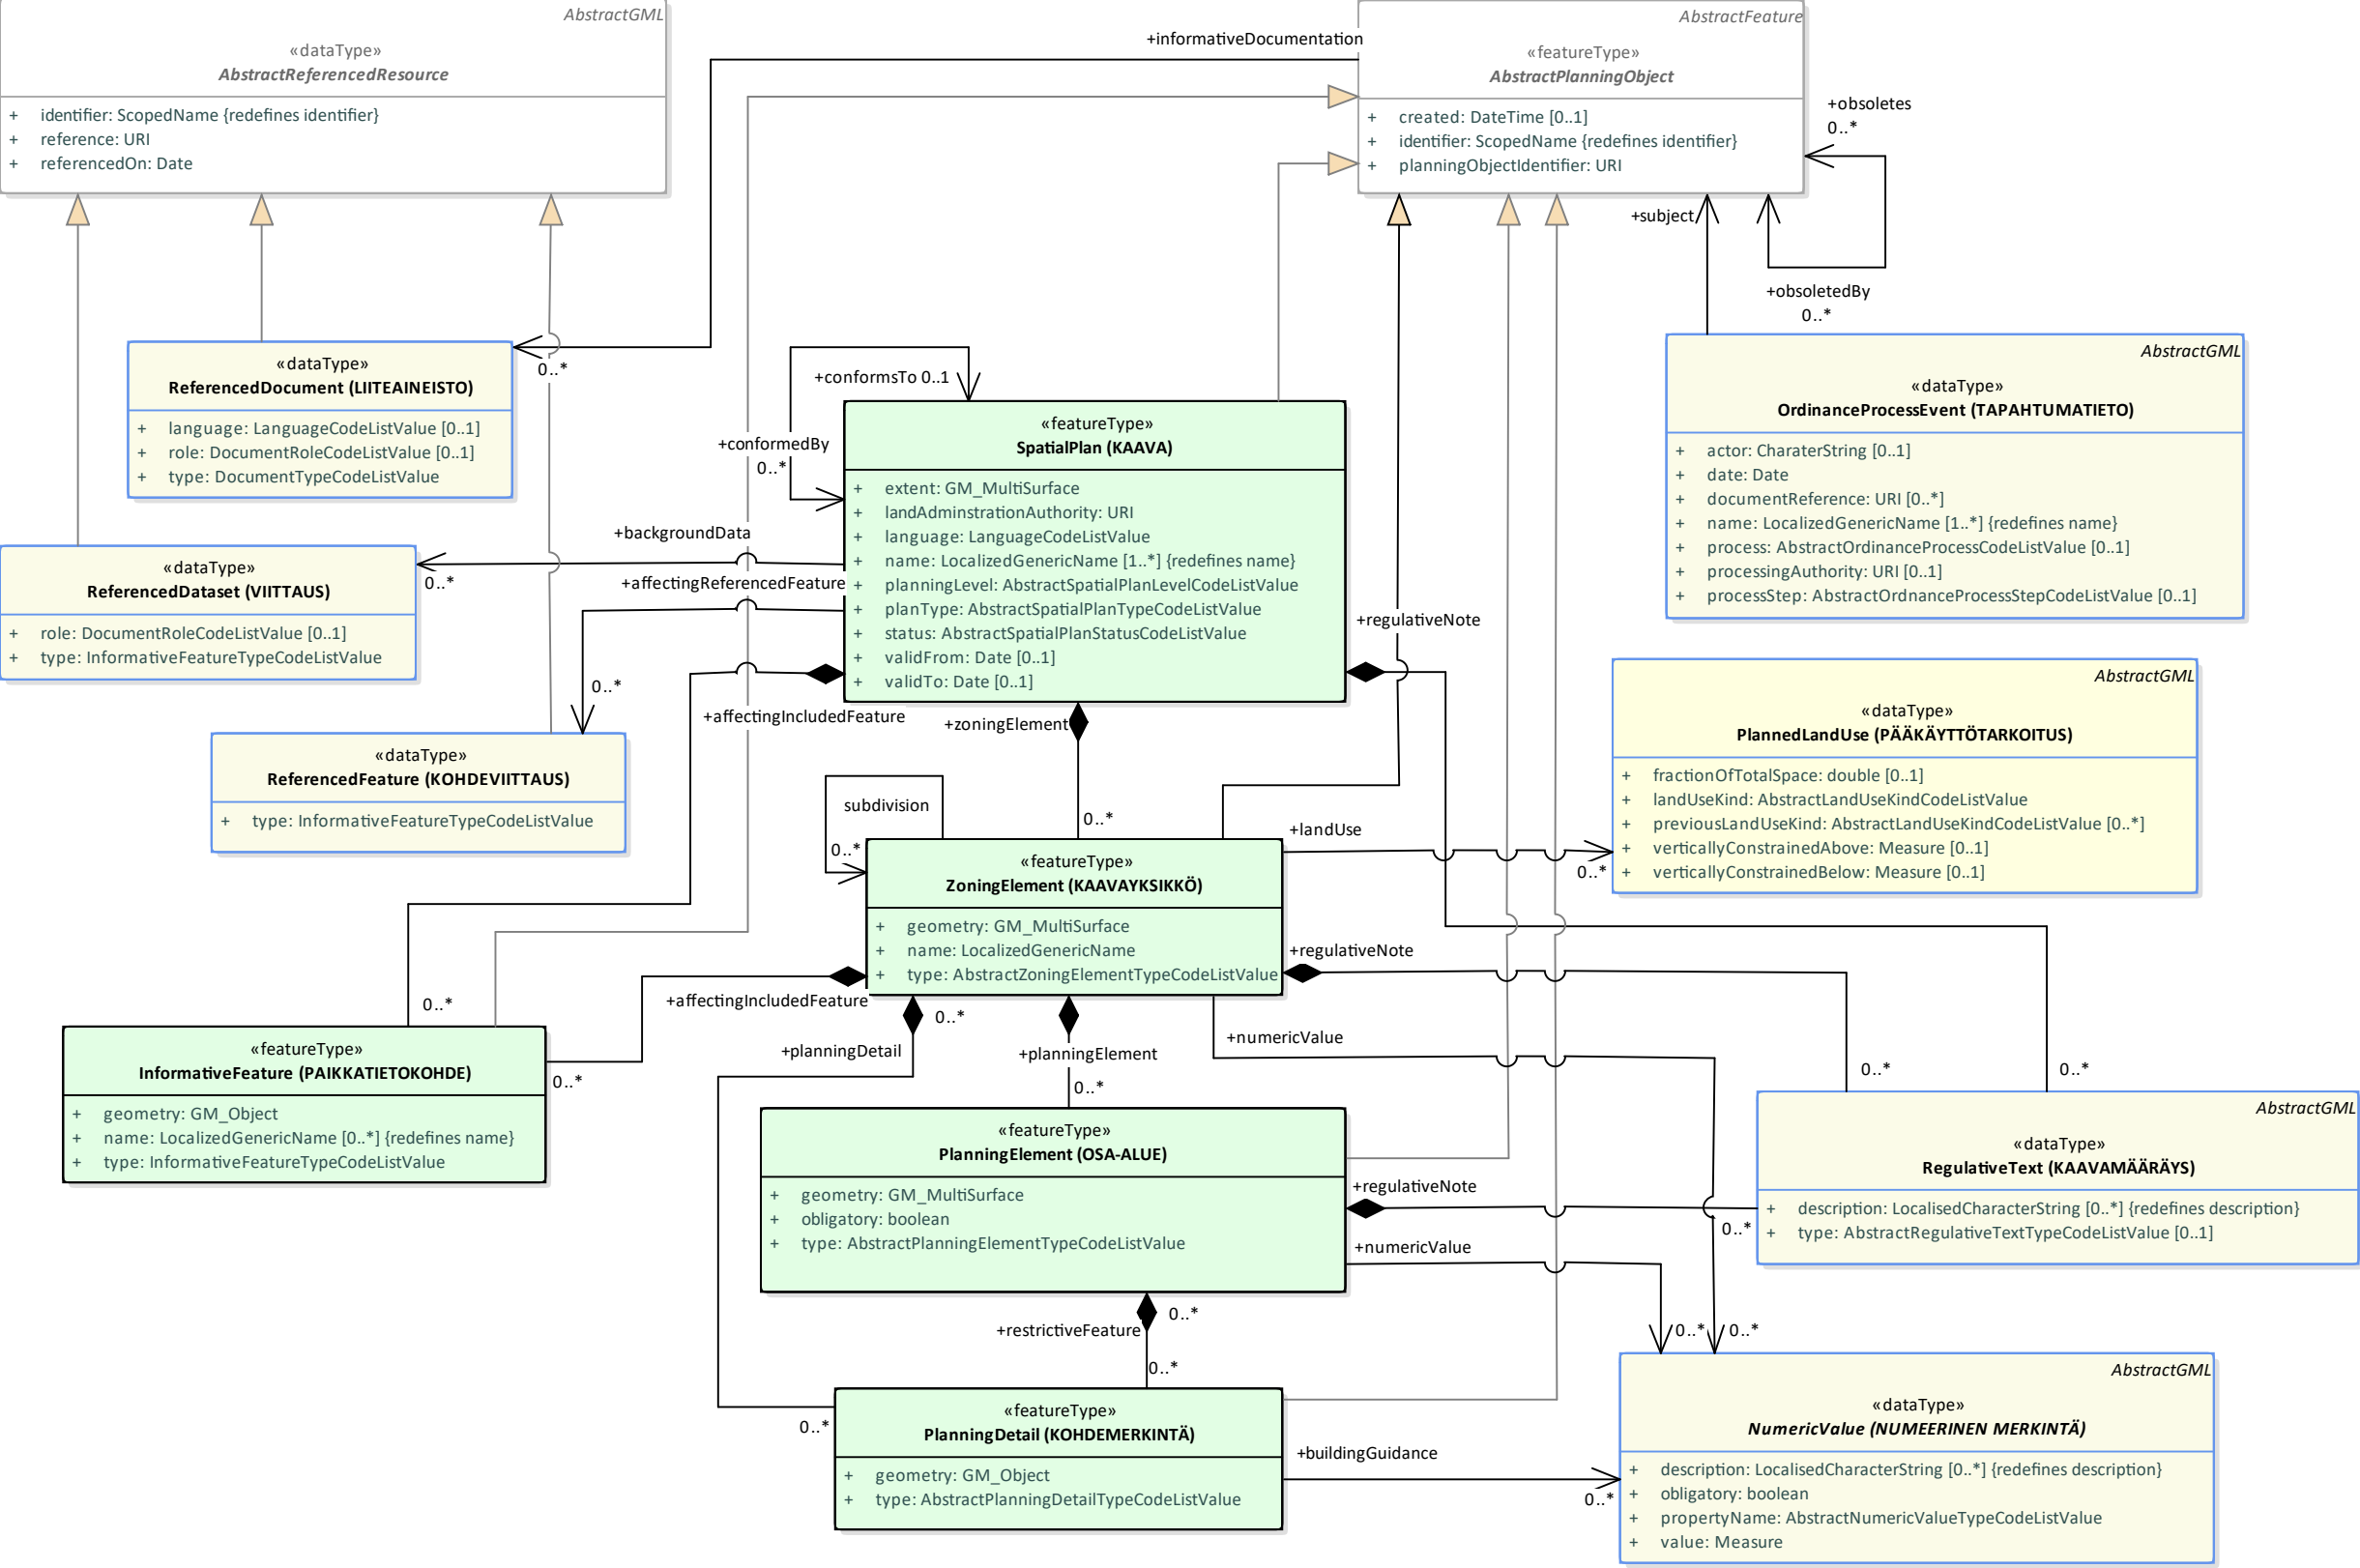 AbstractGML
«dataType»
AbstractReferencedResource
+ identifier: ScopedName {redefines identifier}
+ reference: URI
+ referencedOn: Date
+informativeDocumentation
AbstractFeature
«featureType»
AbstractPlanningObject
+ created: DateTime [0..1]
+ identifier: ScopedName {redefines identifier}
+ planningObjectIdentifier: URI
+obsoletes
0..*
+subject
+obsoletedBy
0..*
«dataType»
ReferencedDocument (LIITEAINEISTO)
+ language: LanguageCodeListValue [0..1]
+ role: DocumentRoleCodeListValue [0..1]
+ type: DocumentTypeCodeListValue
0..*
+conformsTo 0..1
+conformedBy
0..*
«featureType»
SpatialPlan (KAAVA)
+ extent: GM_MultiSurface
+ landAdminstrationAuthority: URI
+ language: LanguageCodeListValue
+ name: LocalizedGenericName [1..*] {redefines name}
+ planningLevel: AbstractSpatialPlanLevelCodeListValue
+ planType: AbstractSpatialPlanTypeCodeListValue
+ status: AbstractSpatialPlanStatusCodeListValue
+ validFrom: Date [0..1]
+ validTo: Date [0..1]
AbstractGML
«dataType»
OrdinanceProcessEvent (TAPAHTUMATIETO)
+ actor: CharaterString [0..1]
+ date: Date
+ documentReference: URI [0..*]
+ name: LocalizedGenericName [1..*] {redefines name}
+ process: AbstractOrdinanceProcessCodeListValue [0..1]
+ processingAuthority: URI [0..1]
+ processStep: AbstractOrdnanceProcessStepCodeListValue [0..1]
+backgroundData
0..*
+affectingReferencedFeature
0..*
«dataType»
ReferencedDataset (VIITTAUS)
+ role: DocumentRoleCodeListValue [0..1]
+ type: InformativeFeatureTypeCodeListValue
+regulativeNote
+affectingIncludedFeature
+zoningElement
0..*
«dataType»
ReferencedFeature (KOHDEVIITTAUS)
+ type: InformativeFeatureTypeCodeListValue
AbstractGML
«dataType»
PlannedLandUse (PÄÄKÄYTTÖTARKOITUS)
+ fractionOfTotalSpace: double [0..1]
+ landUseKind: AbstractLandUseKindCodeListValue
+ previousLandUseKind: AbstractLandUseKindCodeListValue [0..*]
+ verticallyConstrainedAbove: Measure [0..1]
+ verticallyConstrainedBelow: Measure [0..1]
subdivision
0..*
+landUse
0..*
«featureType»
ZoningElement (KAAVAYKSIKKÖ)
+ geometry: GM_MultiSurface
+ name: LocalizedGenericName
+ type: AbstractZoningElementTypeCodeListValue
+regulativeNote
0..*
+affectingIncludedFeature
0..*
0..*
+planningDetail
+planningElement
0..*
+numericValue
0..*
0..*
«featureType»
InformativeFeature (PAIKKATIETOKOHDE)
+ geometry: GM_Object
+ name: LocalizedGenericName [0..*] {redefines name}
+ type: InformativeFeatureTypeCodeListValue
«featureType»
PlanningElement (OSA-ALUE)
+ geometry: GM_MultiSurface
+ obligatory: boolean
+ type: AbstractPlanningElementTypeCodeListValue
+regulativeNote
0..*
+numericValue
AbstractGML
«dataType»
RegulativeText (KAAVAMÄÄRÄYS)
+ description: LocalisedCharacterString [0..*] {redefines description}
+ type: AbstractRegulativeTextTypeCodeListValue [0..1]
0..*
+restrictiveFeature
0..*
0..*
0..*
0..*
«featureType»
PlanningDetail (KOHDEMERKINTÄ)
+ geometry: GM_Object
+ type: AbstractPlanningDetailTypeCodeListValue
+buildingGuidance
0..*
AbstractGML
«dataType»
NumericValue (NUMEERINEN MERKINTÄ)
+ description: LocalisedCharacterString [0..*] {redefines description}
+ obligatory: boolean
+ propertyName: AbstractNumericValueTypeCodeListValue
+ value: Measure